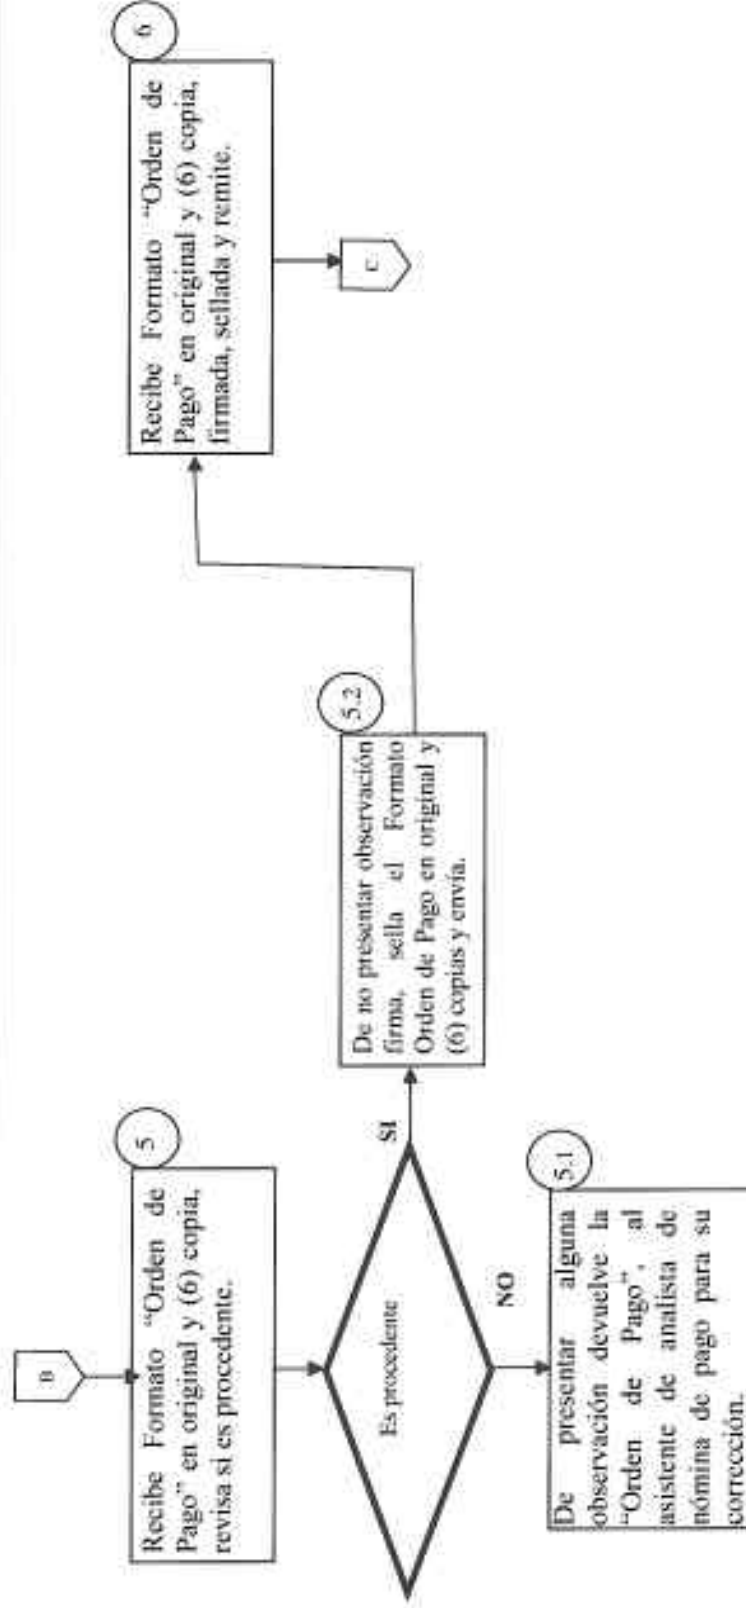 B
5
Recibe Formato “Orden de
Pago” en original y (6) copia,
revisa si es procedente.
Es procedente
SI
NO
5.1
De presentar alguna
observación devuelve la
“Orden de Pago”, al
asistente de analista de
nómina de pago para su
corrección.
5.2
De no presentar observación
firma, sella el Formato
Orden de Pago en original y
(6) copias y envía.
6
Recibe Formato “Orden de
Pago” en original y (6) copia,
firmada, sellada y remite.
C